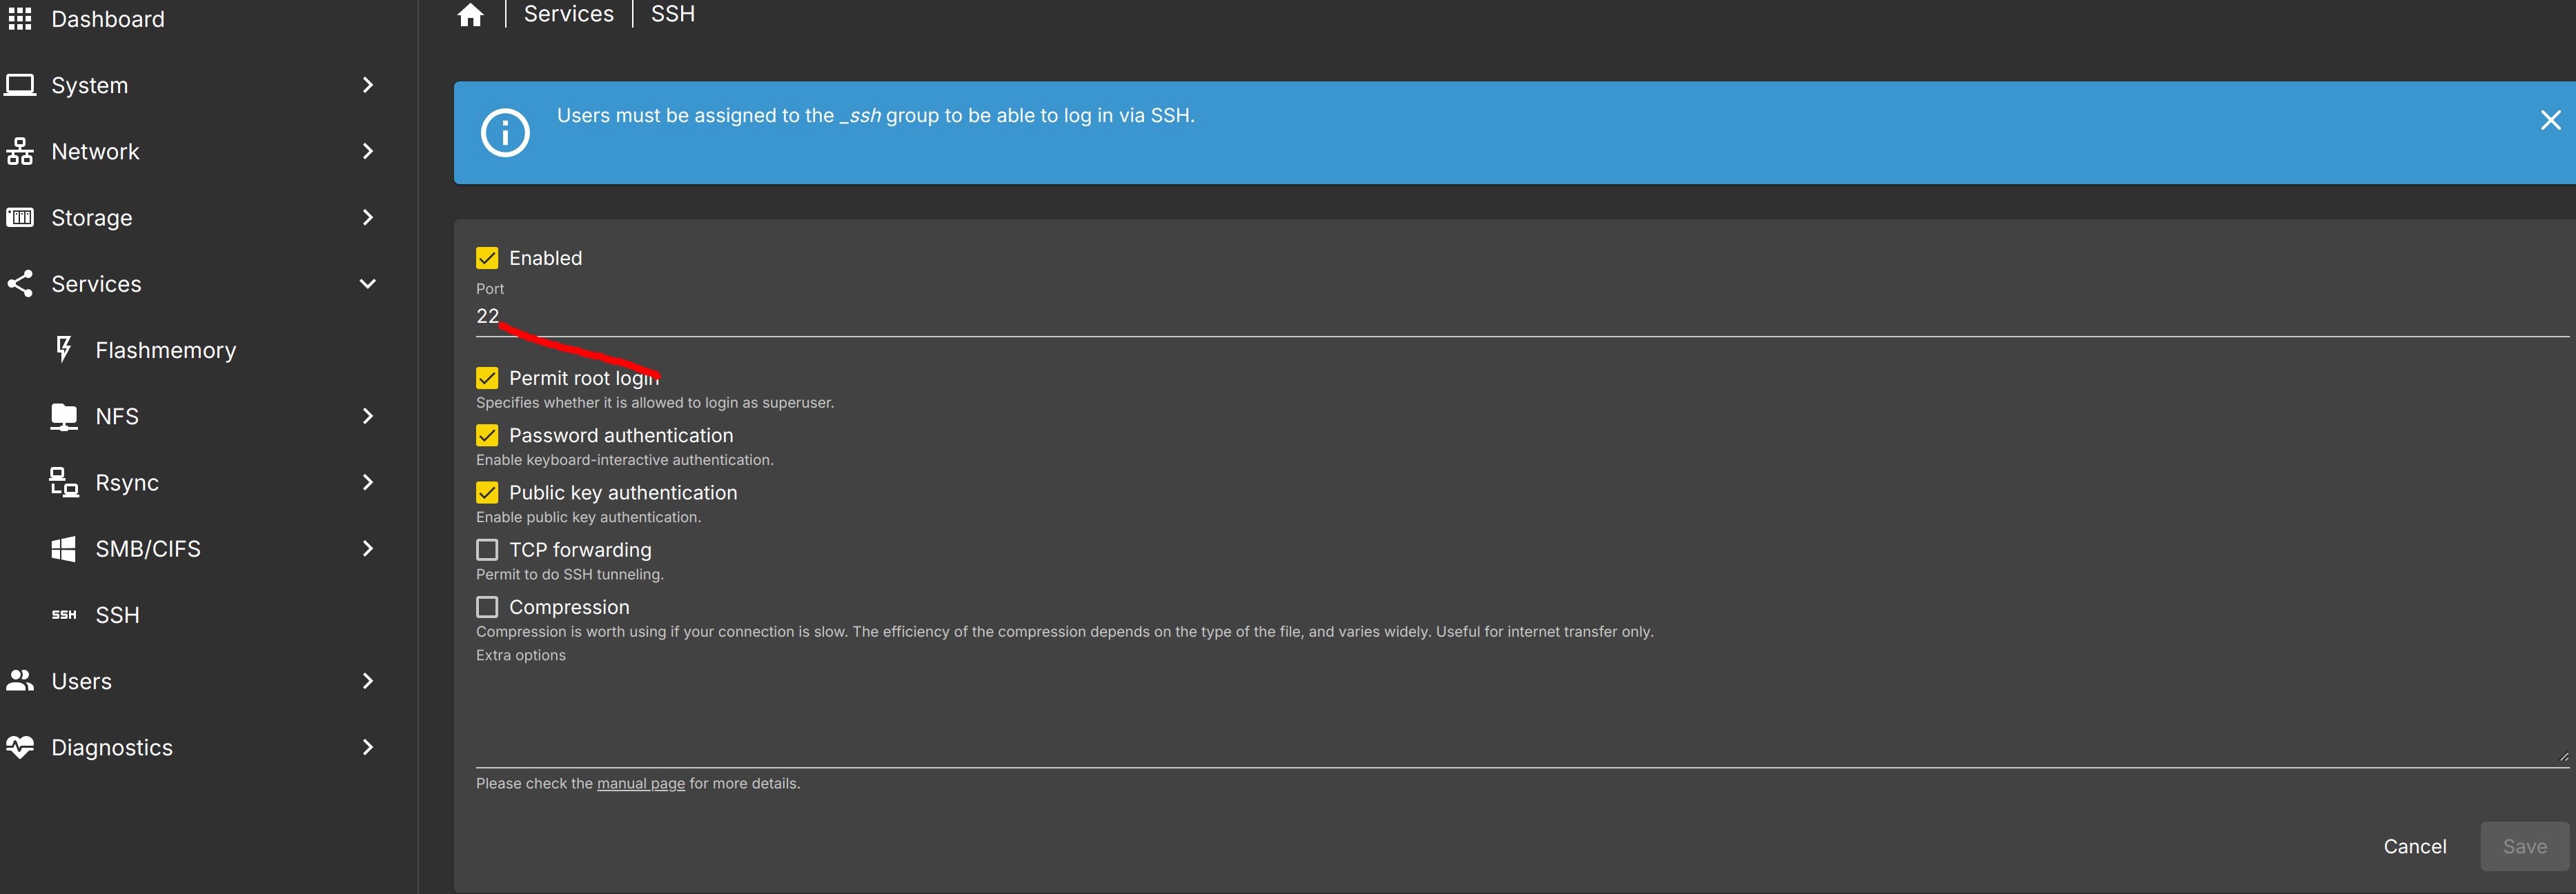 Dashboard
System
Network
Storage
Services
Flashmemory
NFS
Rsync
SMB/CIFS
SSH
SSH
Users
Diagnostics
Services | SSH
Users must be assigned to the _ssh group to be able to log in via SSH.
Enabled
Port
22
Permit root login
Specifies whether it is allowed to login as superuser.
Password authentication
Enable keyboard-interactive authentication.
Public key authentication
Enable public key authentication.
TCP forwarding
Permit to do SSH tunneling.
Compression
Compression is worth using if your connection is slow. The efficiency of the compression depends on the type of the file, and varies widely. Useful for internet transfer only.
Extra options
Please check the manual page for more details.
Cancel
Save